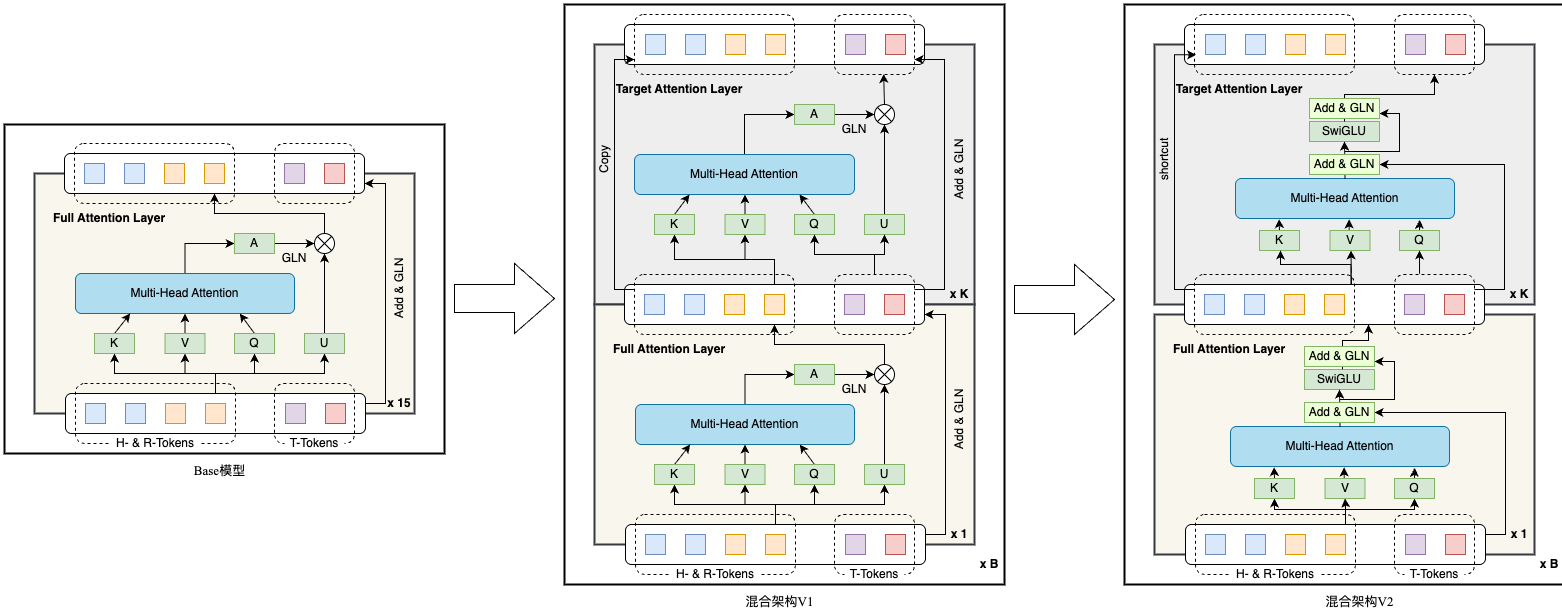 Full Attention Layer
A
GLN
Multi-Head Attention
Add & GLN
K
V
Q
U
x 15
H- & R-Tokens
T-Tokens
Base模型
Target Attention Layer
Copy
A
GLN
Multi-Head Attention
Add & GLN
K
V
Q
U
x K
Full Attention Layer
A
GLN
Multi-Head Attention
Add & GLN
K
V
Q
U
x 1
H- & R-Tokens
T-Tokens
x B
混合架构V1
Target Attention Layer
shortcut
Add & GLN
SwiGLU
Add & GLN
Multi-Head Attention
K
V
Q
x K
Full Attention Layer
Add & GLN
SwiGLU
Add & GLN
Multi-Head Attention
K
V
Q
x 1
H- & R-Tokens
T-Tokens
x B
混合架构V2